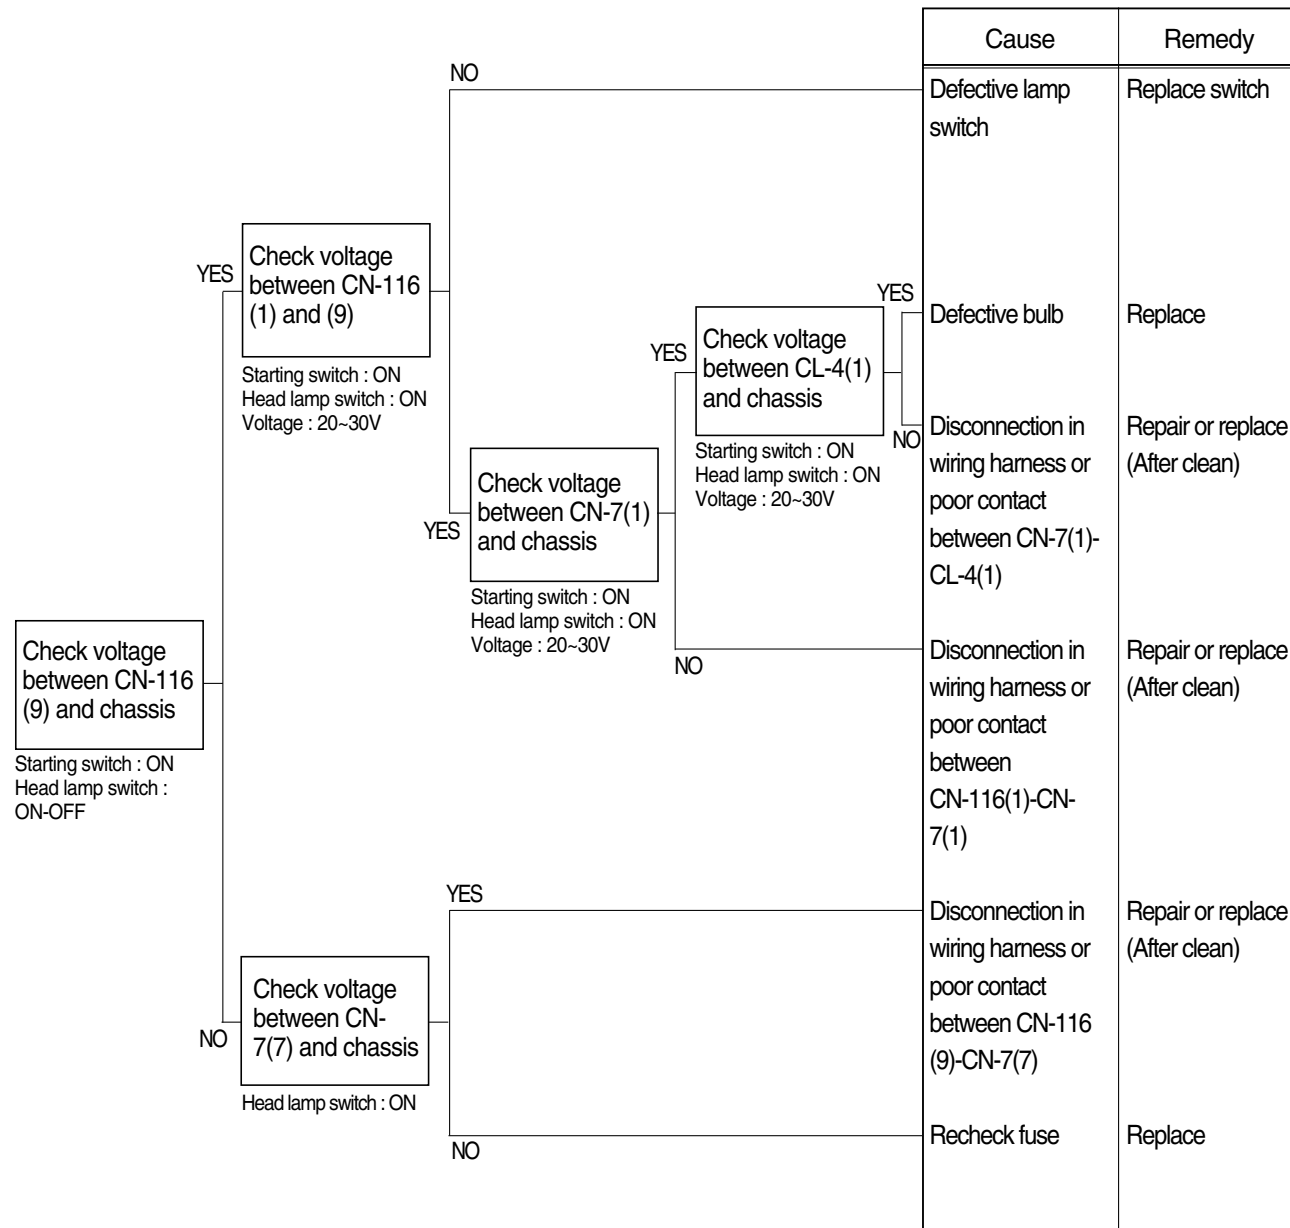 Cause
Remedy
NO
Defective lamp
switch
Replace switch
YES
Check voltage
between CN-116
(1) and (9)
Starting switch : ON
Head lamp switch : ON
Voltage : 20~30V
YES
Defective bulb
Replace
YES
Check voltage
between CL-4(1)
and chassis
Starting switch : ON
Head lamp switch : ON
Voltage : 20~30V
NO
Disconnection in
wiring harness or
poor contact
between CN-7(1)-
CL-4(1)
Repair or replace
(After clean)
YES
Check voltage
between CN-7(1)
and chassis
Starting switch : ON
Head lamp switch : ON
Voltage : 20~30V
NO
Disconnection in
wiring harness or
poor contact
between
CN-116(1)-CN-
7(1)
Repair or replace
(After clean)
Check voltage
between CN-116
(9) and chassis
Starting switch : ON
Head lamp switch :
ON-OFF
YES
Disconnection in
wiring harness or
poor contact
between CN-116
(9)-CN-7(7)
Repair or replace
(After clean)
NO
Check voltage
between CN-
7(7) and chassis
Head lamp switch : ON
NO
Recheck fuse
Replace